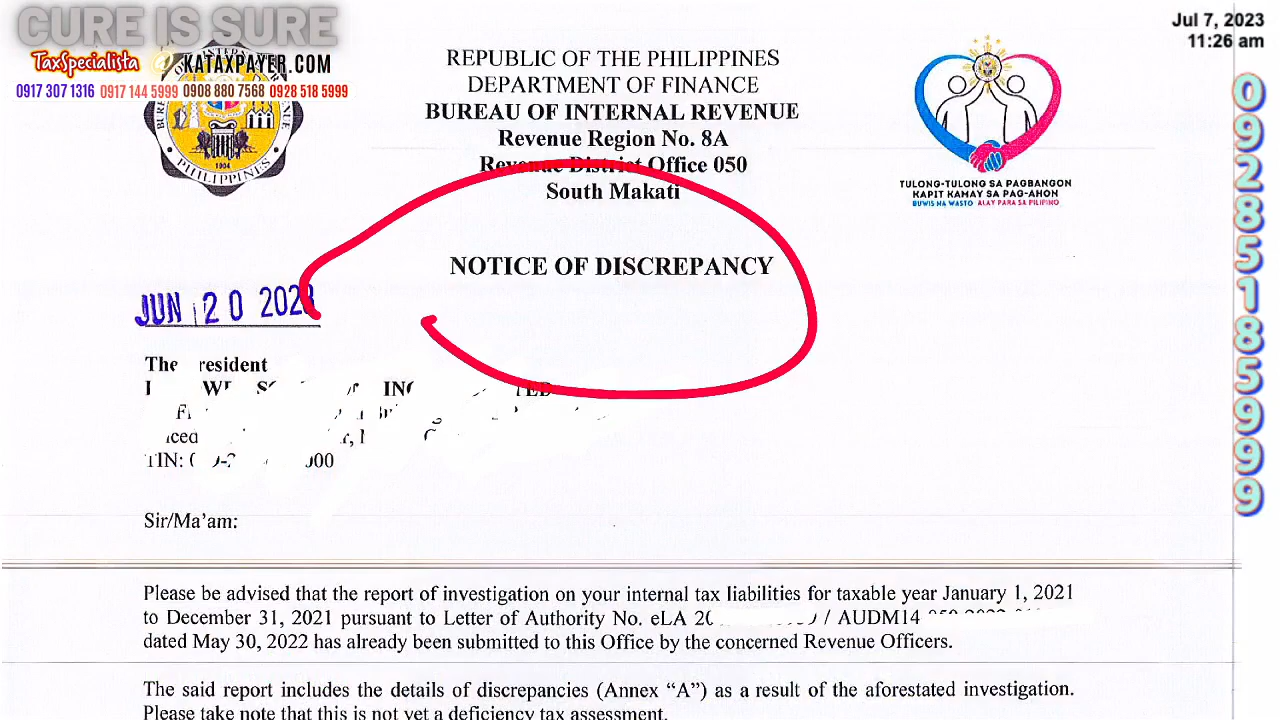 CURE IS SURE
TaxSpecialista KATAXPAYER.COM
0917 307 1316 0917 144 5999 0908 880 7568 0928 518 5999
Jul 7, 2023
11:26 am
REPUBLIC OF THE PHILIPPINES
DEPARTMENT OF FINANCE
BUREAU OF INTERNAL REVENUE
Revenue Region No. 8A
Revenue District Office 050
South Makati
1904
PHILIPPINES
TULONG-TULONG SA PAGBANGON
KAPIT KAMAY SA PAG-AHON
BUWIS NA WASTO ALAY PARA SA PILIPINO
09285185999
NOTICE OF DISCREPANCY
JUN 20 2023
The resident
TIN:
Sir/Ma'am:
Please be advised that the report of investigation on your internal tax liabilities for taxable year January 1, 2021
to December 31, 2021 pursuant to Letter of Authority No. eLA 20 / AUDM14
dated May 30, 2022 has already been submitted to this Office by the concerned Revenue Officers.
The said report includes the details of discrepancies (Annex “A”) as a result of the aforestated investigation.
Please take note that this is not yet a deficiency tax assessment.